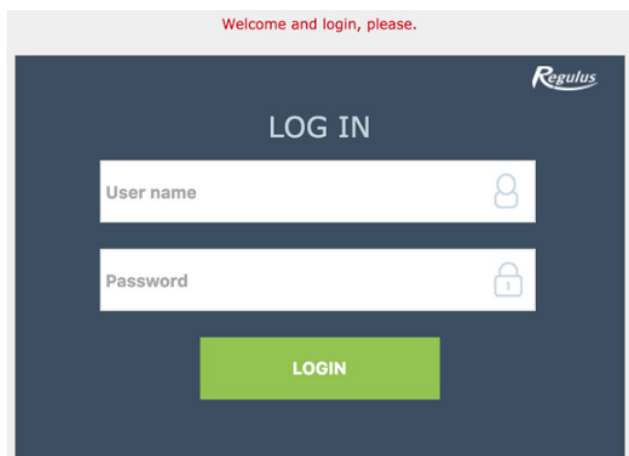 Welcome and login, please.
Regulus
LOG IN
User name
Password
LOGIN